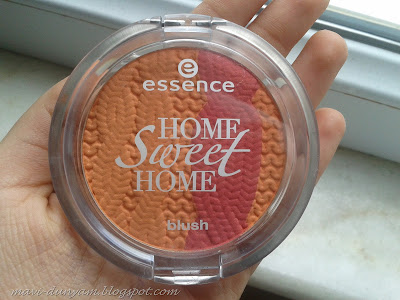 e
essence
HOME
Sweet
HOME
blush
mavi-dunyam.blogspot.com